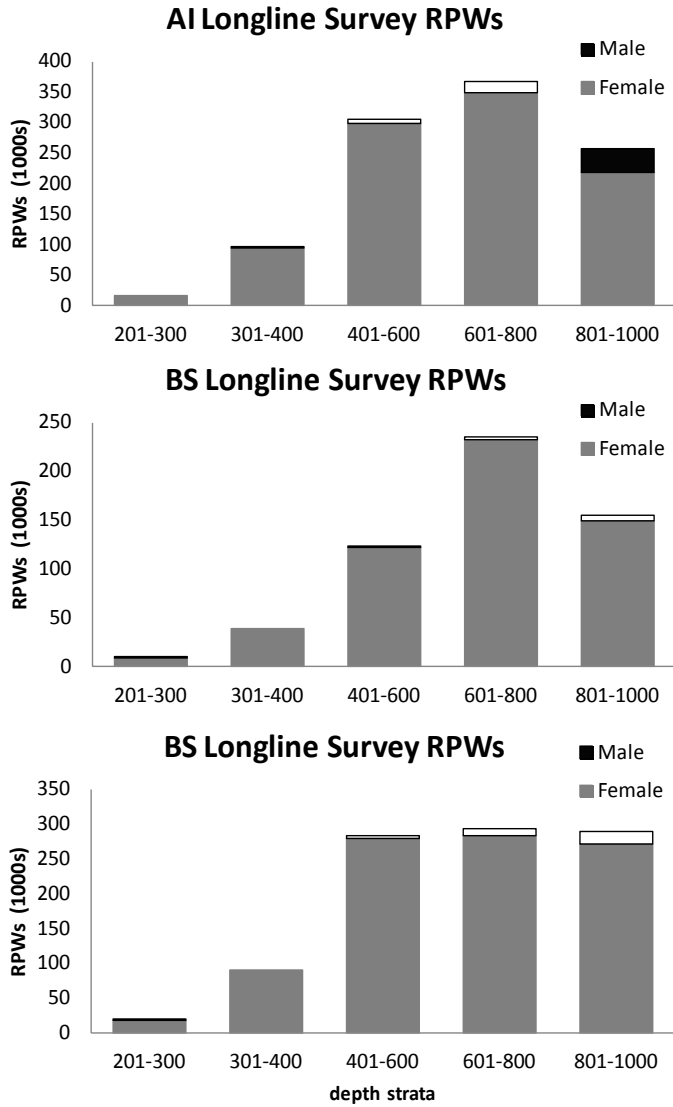 AI Longline Survey RPWs
Male
Female
RPWs (1000s)
400
350
300
250
200
150
100
50
0
201-300 301-400 401-600 601-800 801-1000
BS Longline Survey RPWs
Male
Female
RPWs (1000s)
250
200
150
100
50
0
201-300 301-400 401-600 601-800 801-1000
BS Longline Survey RPWs
Male
Female
RPWs (1000s)
350
300
250
200
150
100
50
0
201-300 301-400 401-600 601-800 801-1000
depth strata